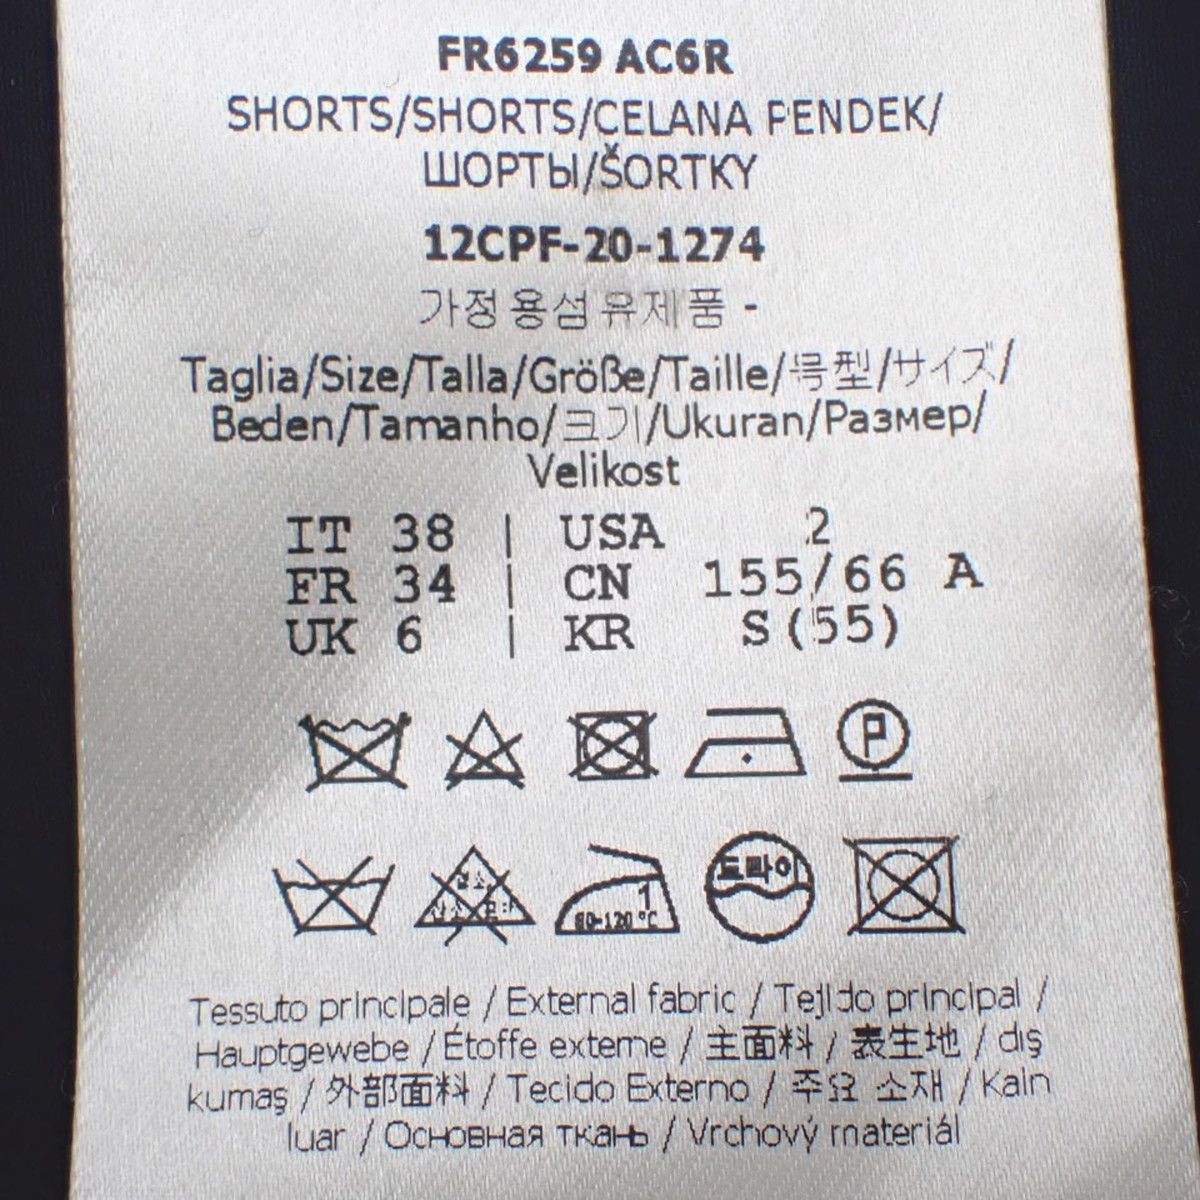 FR6259 AC6R
SHORTS/SHORTS/CELANA PENDEK/
ШОРТЫ/ŠORTKY
12CPF-20-1274
가정용섬유제품 -
Taglia/Size/Talla/Größe/Taille/号型/サイズ/
Beden/Tamanho/크기/Ukuran/Размер/
Velikost
IT 38 | USA 2
FR 34 | CN 155/66 A
UK 6 | KR S(55)
P
드라이
1
80-120°C
Tessuto principale / External fabric / Tejido principal /
Hauptgewebe / Étoffe externe / 主面料 / 表生地 / dış
kumaş / 外部面料 / Tecido Externo / 주요 소재 / Kain
luar / Основная ткань / Vrchový materiál